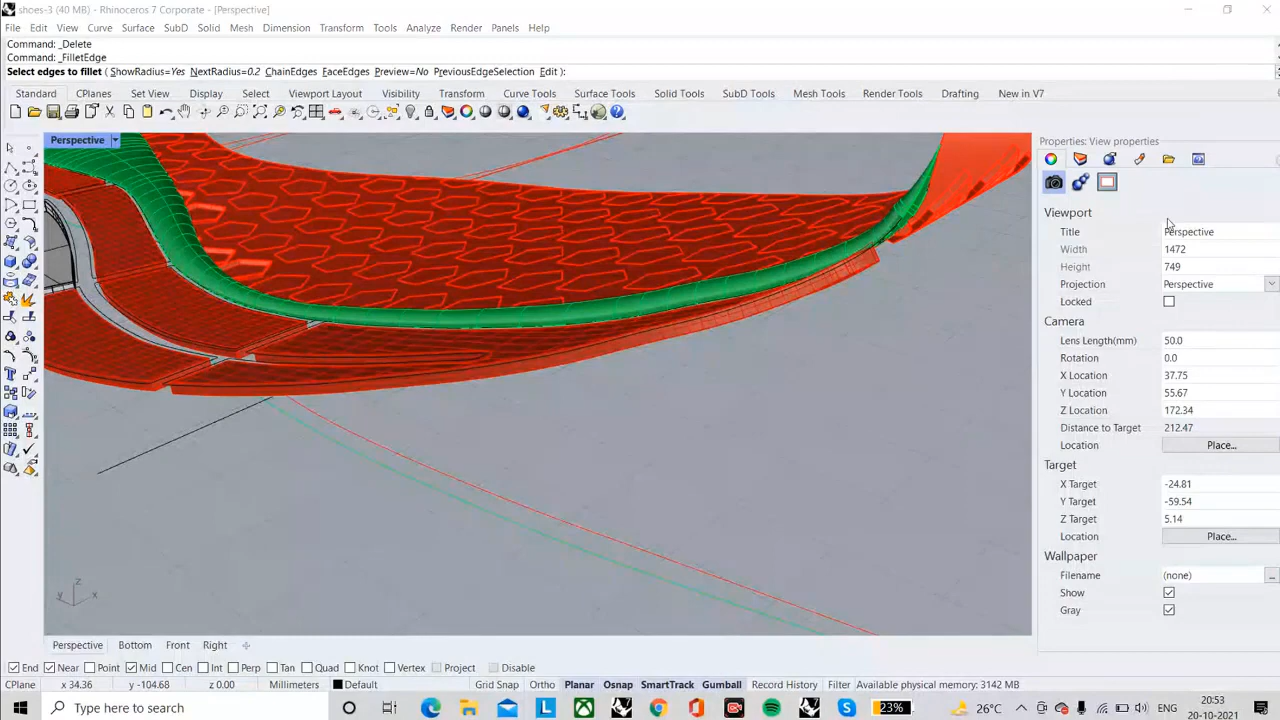 shoes-3 (40 MB) - Rhinoceros 7 Corporate - [Perspective]
File Edit View Curve Surface SubD Solid Mesh Dimension Transform Tools Analyze Render Panels Help
Command: _Delete
Command: _FilletEdge
Select edges to fillet ( ShowRadius=Yes NextRadius=0.2 ChainEdges FaceEdges Preview=No PreviousEdgeSelection Edit ):
Standard CPlanes Set View Display Select Viewport Layout Visibility Transform Curve Tools Surface Tools Solid Tools SubD Tools Mesh Tools Render Tools Drafting New in V7
Perspective
Properties: View properties
Viewport
Title Perspective
Width 1472
Height 749
Projection Perspective
Locked
Camera
Lens Length(mm) 50.0
Rotation 0.0
X Location 37.75
Y Location 55.67
Z Location 172.34
Distance to Target 212.47
Location Place...
Target
X Target -24.81
Y Target -59.54
Z Target 5.14
Location Place...
Wallpaper
Filename (none) ...
Show
Gray
z
y x
Perspective Bottom Front Right
End Near Point Mid Cen Int Perp Tan Quad Knot Vertex Project Disable
CPlane x 34.36 y -104.68 z 0.00 Millimeters Default Grid Snap Ortho Planar Osnap SmartTrack Gumball Record History Filter Available physical memory: 3142 MB
Type here to search 23% 26°C ENG 20:53
20-10-2021